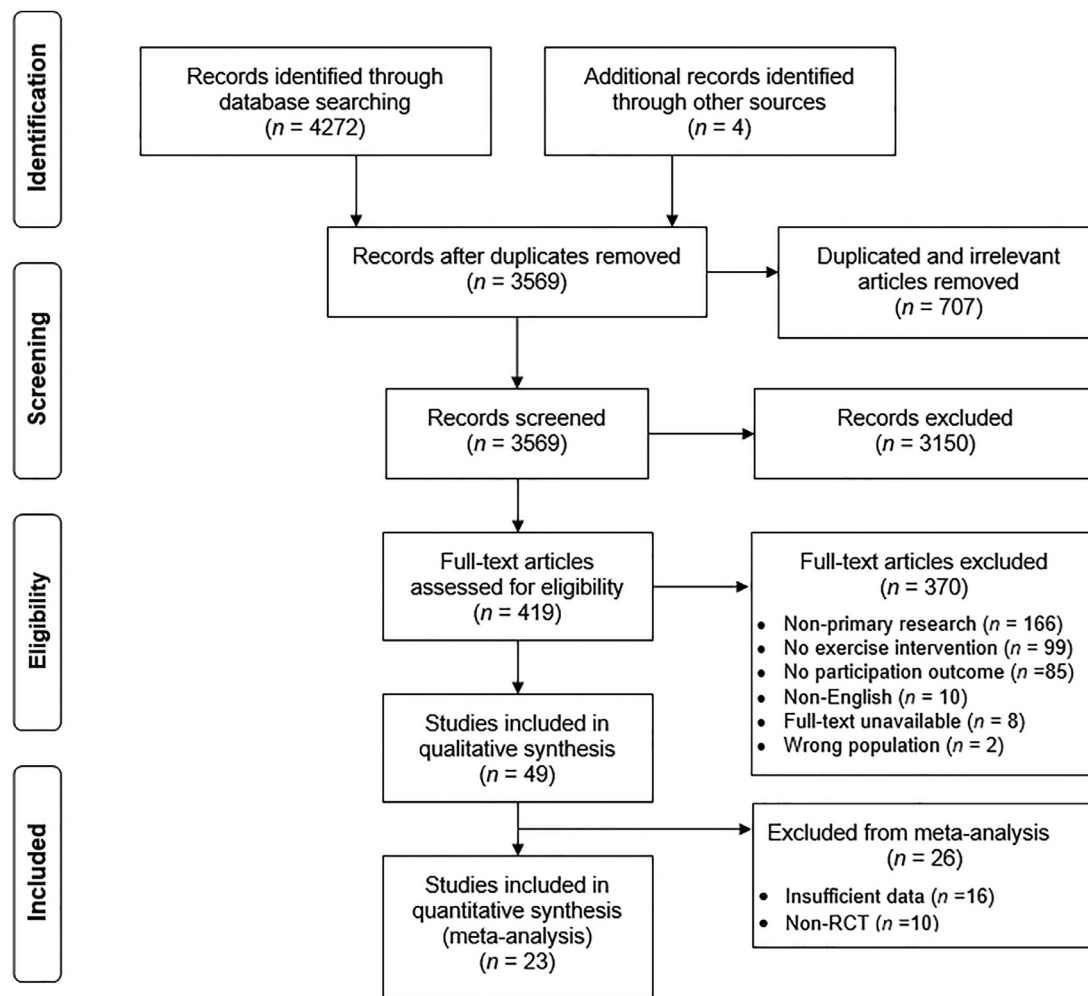 Identification
Records identified through
database searching
(n = 4272)
Additional records identified
through other sources
(n = 4)
Screening
Records after duplicates removed
(n = 3569)
Duplicated and irrelevant
articles removed
(n = 707)
Records screened
(n = 3569)
Records excluded
(n = 3150)
Eligibility
Full-text articles
assessed for eligibility
(n = 419)
Full-text articles excluded
(n = 370)
• Non-primary research (n = 166)
• No exercise intervention (n = 99)
• No participation outcome (n =85)
• Non-English (n = 10)
• Full-text unavailable (n = 8)
• Wrong population (n = 2)
Studies included in
qualitative synthesis
(n = 49)
Included
Excluded from meta-analysis
(n = 26)
• Insufficient data (n =16)
• Non-RCT (n =10)
Studies included in
quantitative synthesis
(meta-analysis)
(n = 23)